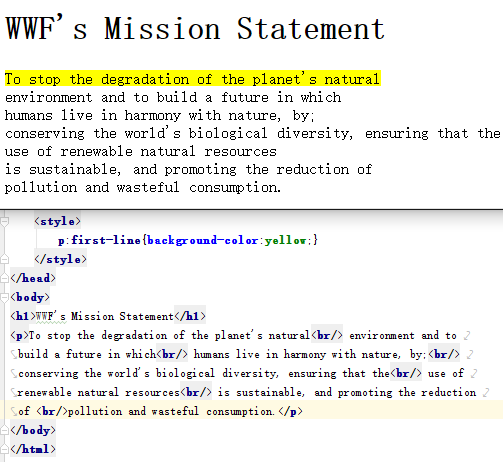 WWF's Mission Statement
To stop the degradation of the planet's natural
environment and to build a future in which
humans live in harmony with nature, by;
conserving the world's biological diversity, ensuring that the
use of renewable natural resources
is sustainable, and promoting the reduction of
pollution and wasteful consumption.
<style>
p:first-line{background-color:yellow;}
</style>
</head>
<body>
<h1>WWF's Mission Statement</h1>
<p>To stop the degradation of the planet's natural<br/> environment and to
build a future in which<br/> humans live in harmony with nature, by;<br/>
conserving the world's biological diversity, ensuring that the<br/> use of
renewable natural resources<br/> is sustainable, and promoting the reduction
of <br/>pollution and wasteful consumption.</p>
</body>
</html>